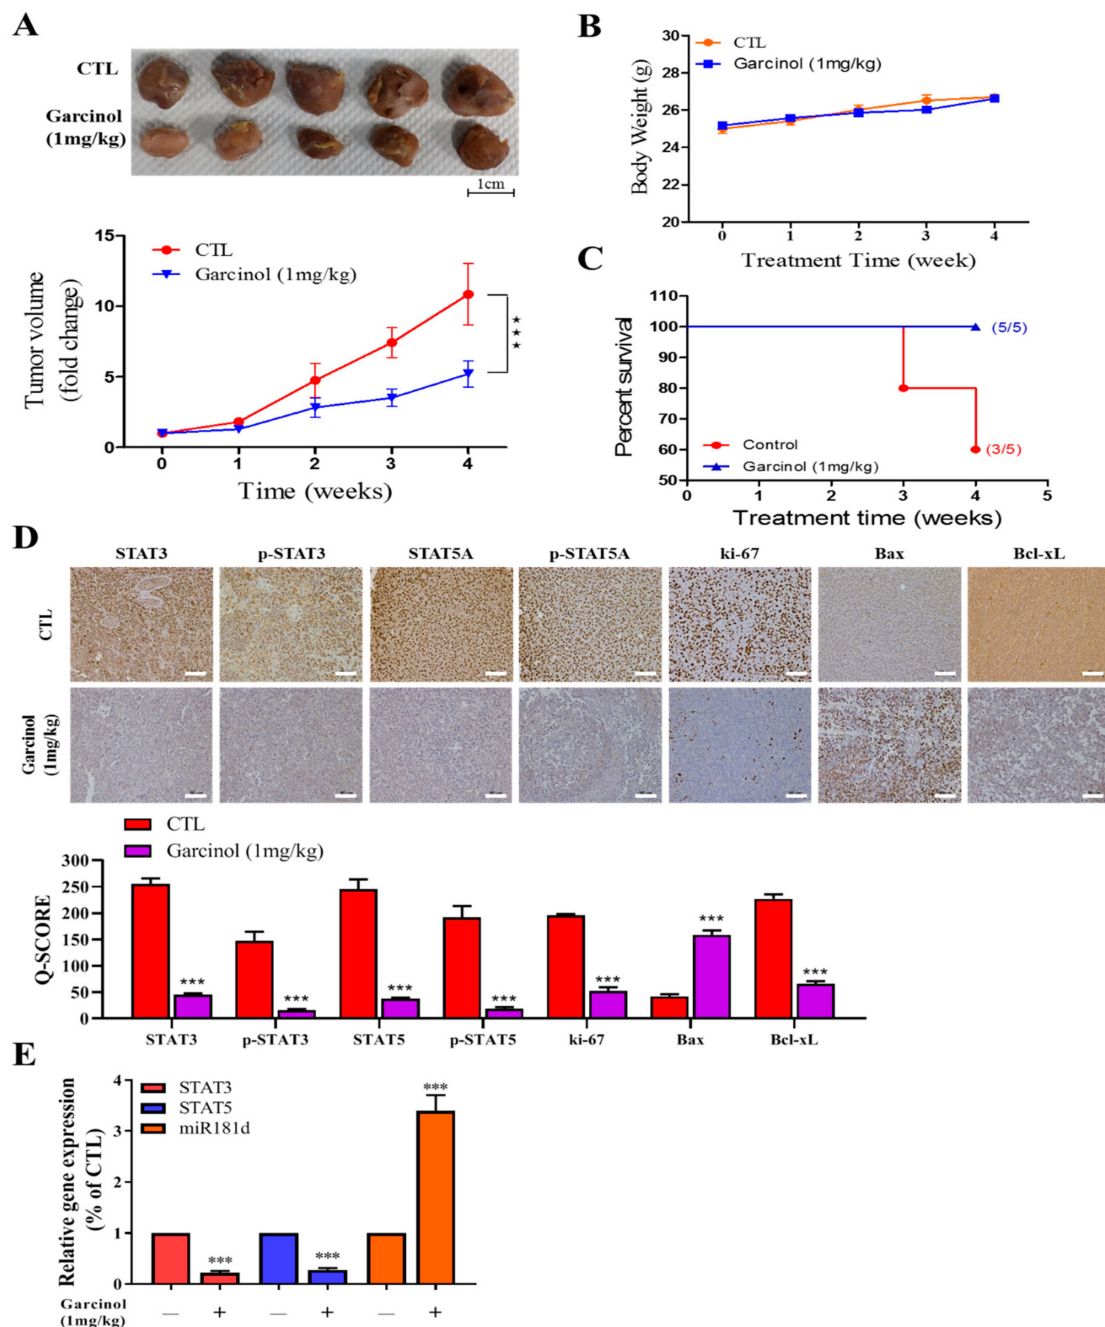 A
CTL
Garcinol
(1mg/kg)
1cm
CTL
Garcinol (1mg/kg)
Tumor volume
(fold change)
15
10
5
0
0 1 2 3 4
Time (weeks)
★★★
B
CTL
Garcinol (1mg/kg)
Body Weight (g)
30
28
26
24
22
20
0 1 2 3 4
Treatment Time (week)
C
Percent survival
110
100
90
80
70
60
50
(5/5)
(3/5)
Control
Garcinol (1mg/kg)
0 1 2 3 4 5
Treatment time (weeks)
D
STAT3 p-STAT3 STAT5A p-STAT5A ki-67 Bax Bcl-xL
CTL
Garcinol
(1mg/kg)
CTL
Garcinol (1mg/kg)
Q-SCORE
300
250
200
150
100
50
0
*** *** *** *** *** *** ***
STAT3 p-STAT3 STAT5 p-STAT5 ki-67 Bax Bcl-xL
E
STAT3
STAT5
miR181d
Relative gene expression
(% of CTL)
4
3
2
1
0
*** *** ***
Garcinol
(1mg/kg)
— + — + — +